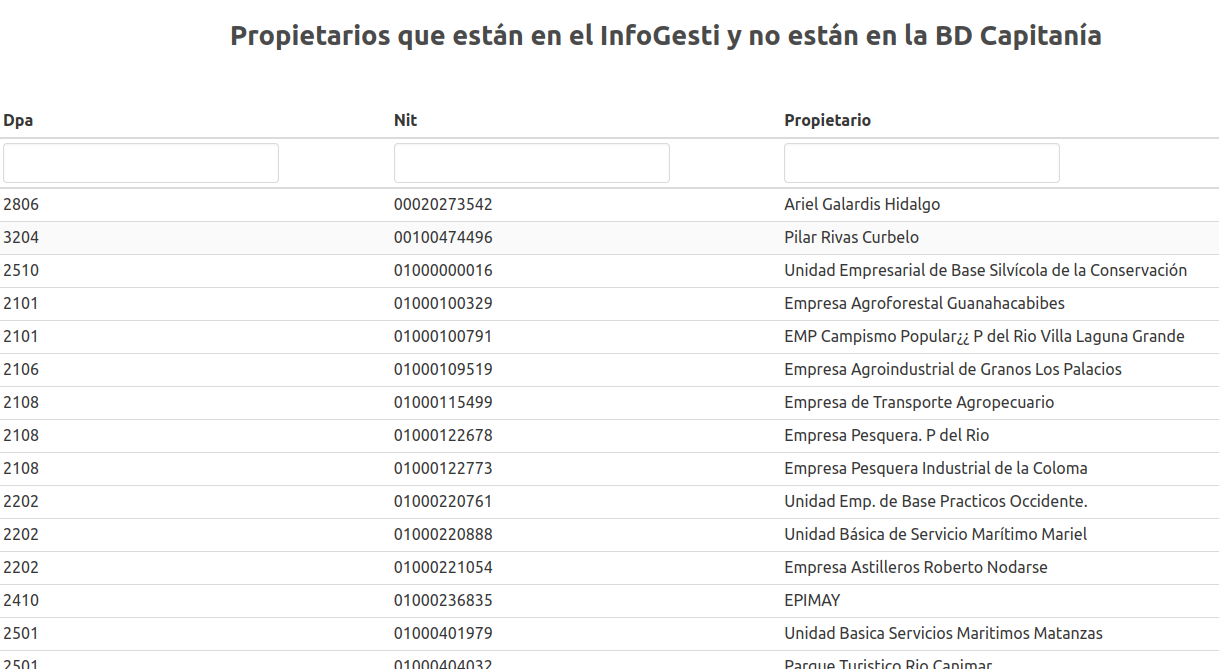 Propietarios que están en el InfoGesti y no están en la BD Capitanía
Dpa Nit Propietario
2806 00020273542 Ariel Galardis Hidalgo
3204 00100474496 Pilar Rivas Curbelo
2510 01000000016 Unidad Empresarial de Base Silvícola de la Conservación
2101 01000100329 Empresa Agroforestal Guanahacabibes
2101 01000100791 EMP Campismo Popular¿¿ P del Rio Villa Laguna Grande
2106 01000109519 Empresa Agroindustrial de Granos Los Palacios
2108 01000115499 Empresa de Transporte Agropecuario
2108 01000122678 Empresa Pesquera. P del Rio
2108 01000122773 Empresa Pesquera Industrial de la Coloma
2202 01000220761 Unidad Emp. de Base Practicos Occidente.
2202 01000220888 Unidad Básica de Servicio Marítimo Mariel
2202 01000221054 Empresa Astilleros Roberto Nodarse
2410 01000236835 EPIMAY
2501 01000401979 Unidad Basica Servicios Maritimos Matanzas
2501 01000404032 Parque Turistico Rio Canimar